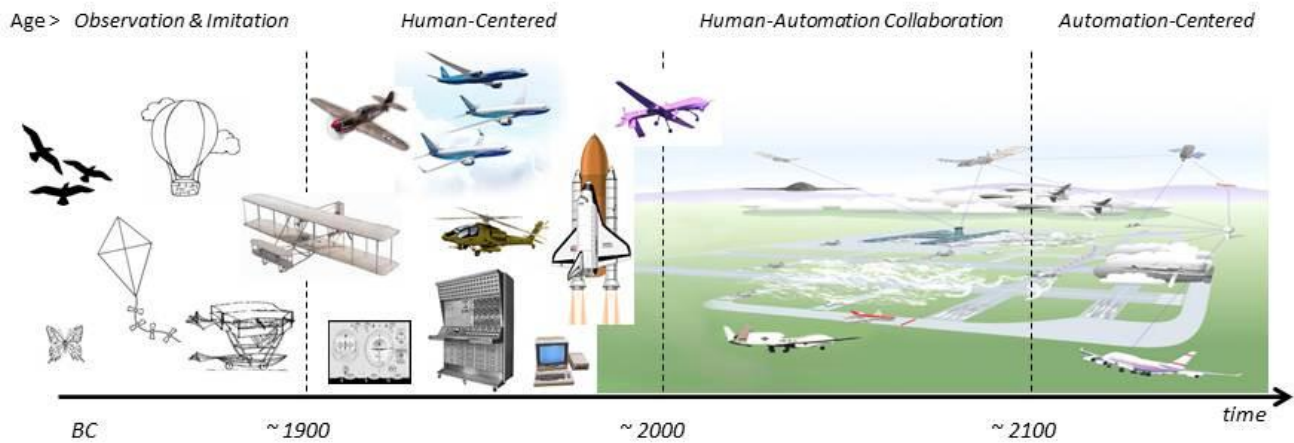 Age > Observation & Imitation Human-Centered Human-Automation Collaboration Automation-Centered
time
BC ~ 1900 ~ 2000 ~ 2100